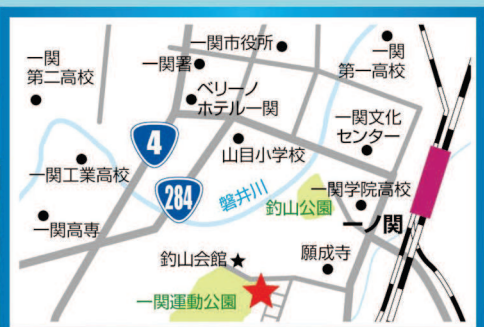 一関市役所
一関
第一高校
一関
第二高校
一関署
ベリーノ
ホテル一関
一関文化
センター
4
山目小学校
一関工業高校
284
磐井川
一関学院高校
釣山公園
一ノ関
一関高専
釣山会館
願成寺
一関運動公園